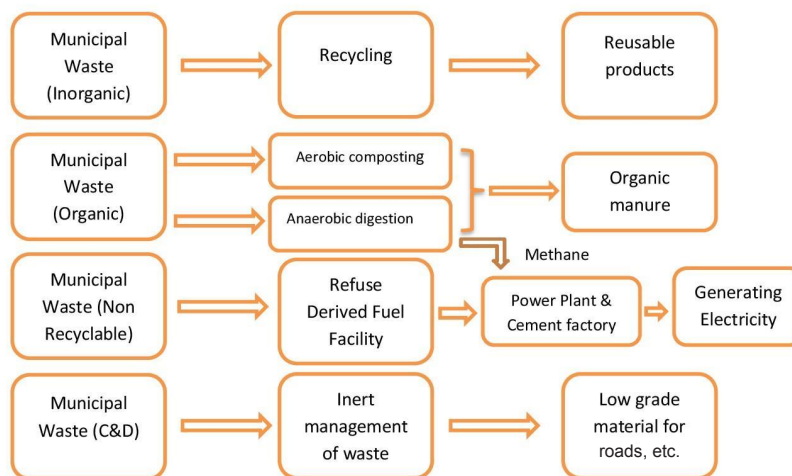 Municipal
Waste
(Inorganic)
Recycling
Reusable
products
Municipal
Waste
(Organic)
Aerobic composting
Anaerobic digestion
Organic
manure
Methane
Municipal
Waste (Non
Recyclable)
Refuse
Derived Fuel
Facility
Power Plant &
Cement factory
Generating
Electricity
Municipal
Waste (C&D)
Inert
management
of waste
Low grade
material for
roads, etc.